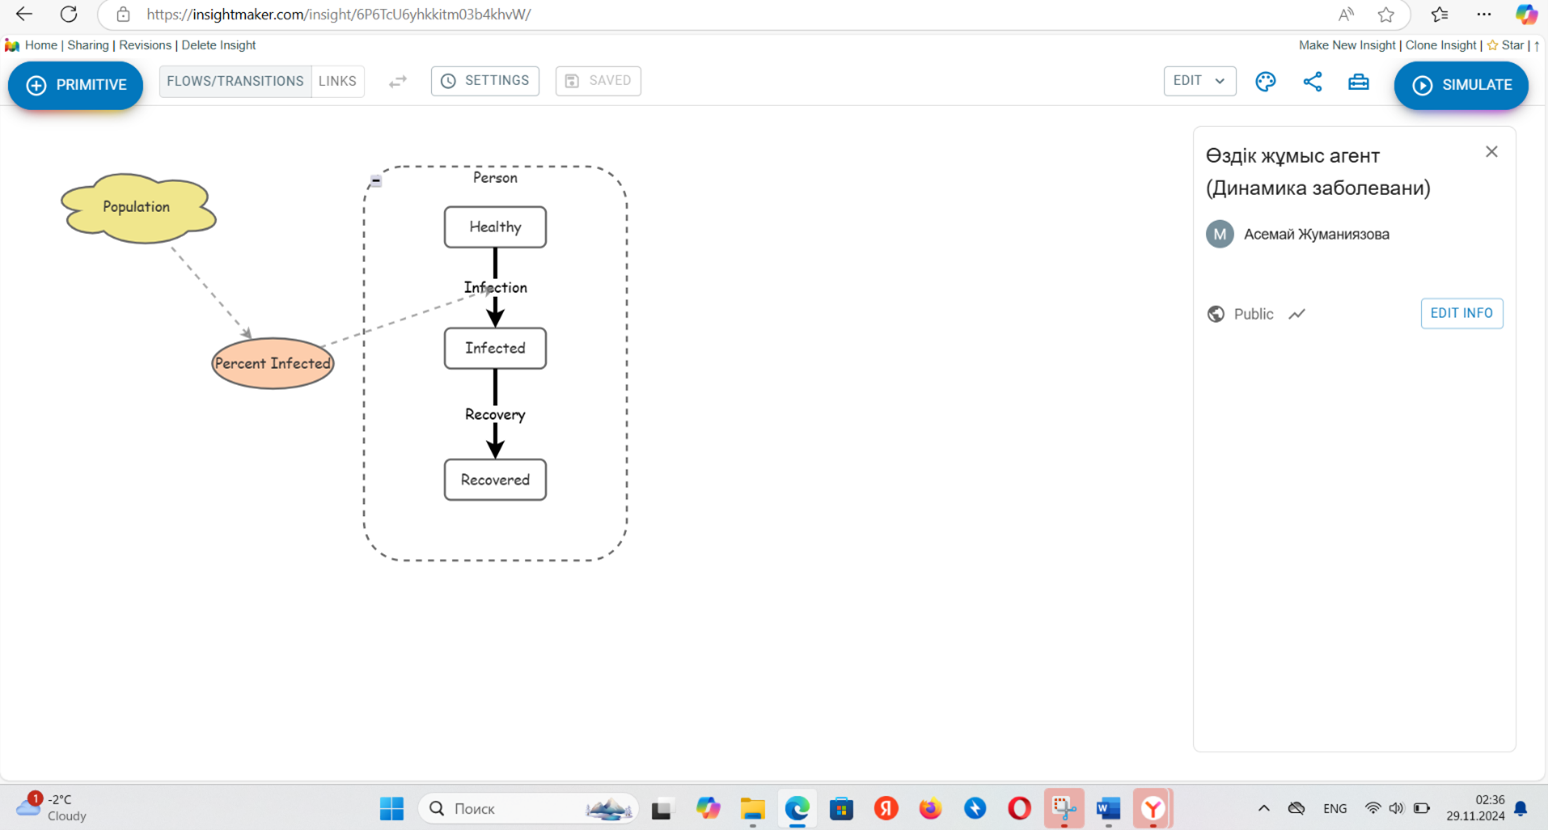 https://insightmaker.com/insight/6P6TcU6yhkkitm03b4khvW/
Home | Sharing | Revisions | Delete Insight
Make New Insight | Clone Insight | Star | ↑
PRIMITIVE
FLOWS/TRANSITIONS
LINKS
SETTINGS
SAVED
EDIT
SIMULATE
Population
Percent Infected
Person
Healthy
Infection
Infected
Recovery
Recovered
Өздік жұмыс агент
(Динамика заболевани)
М
Асемай Жуманиязова
Public
EDIT INFO
1
-2°C
Cloudy
Поиск
ENG
02:36
29.11.2024